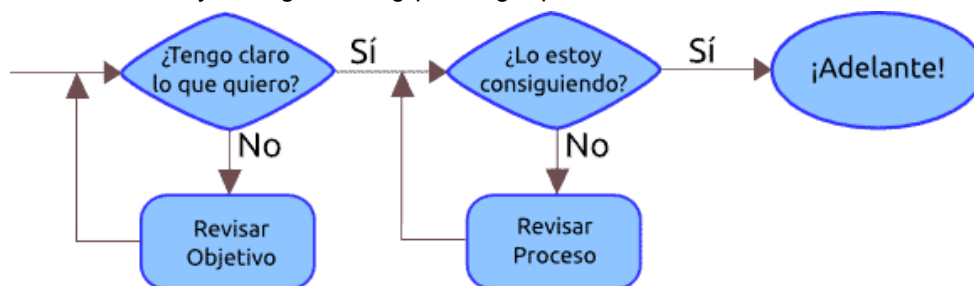 ¿Tengo claro
lo que quiero?
Sí
¿Lo estoy
consiguiendo?
Sí
¡Adelante!
No
No
Revisar
Objetivo
Revisar
Proceso